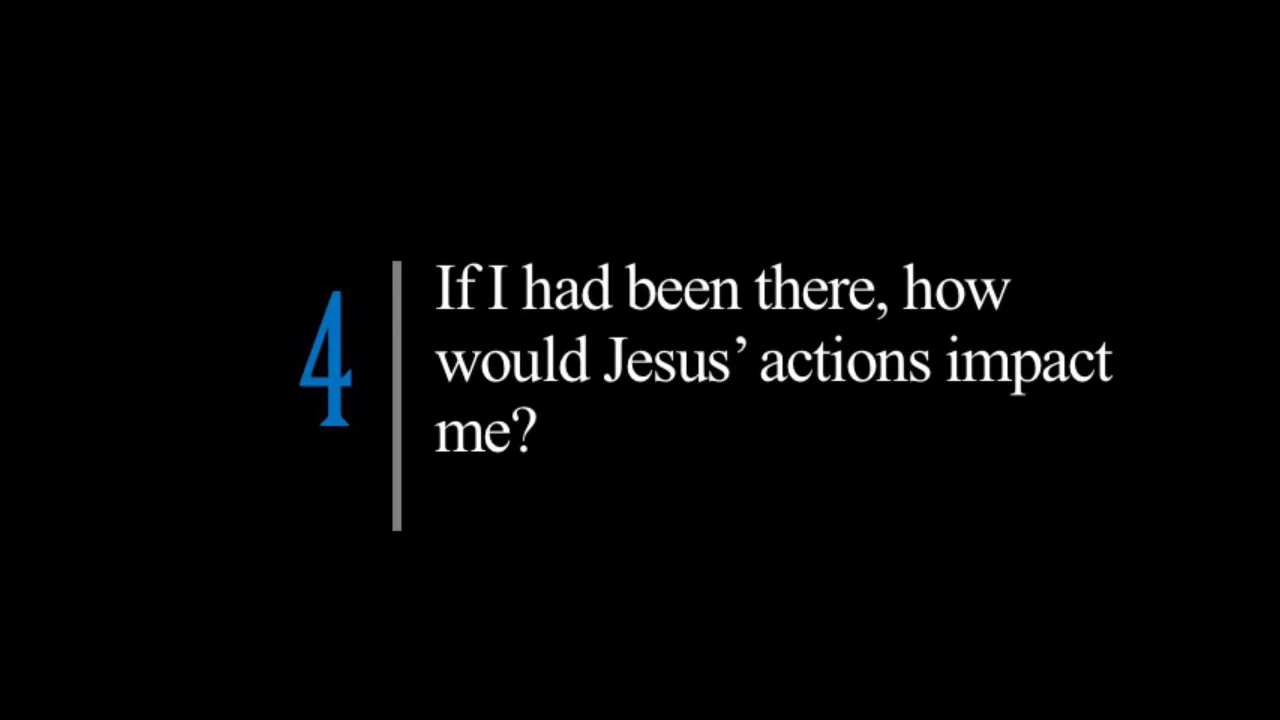 4
If I had been there, how
would Jesus’ actions impact
me?